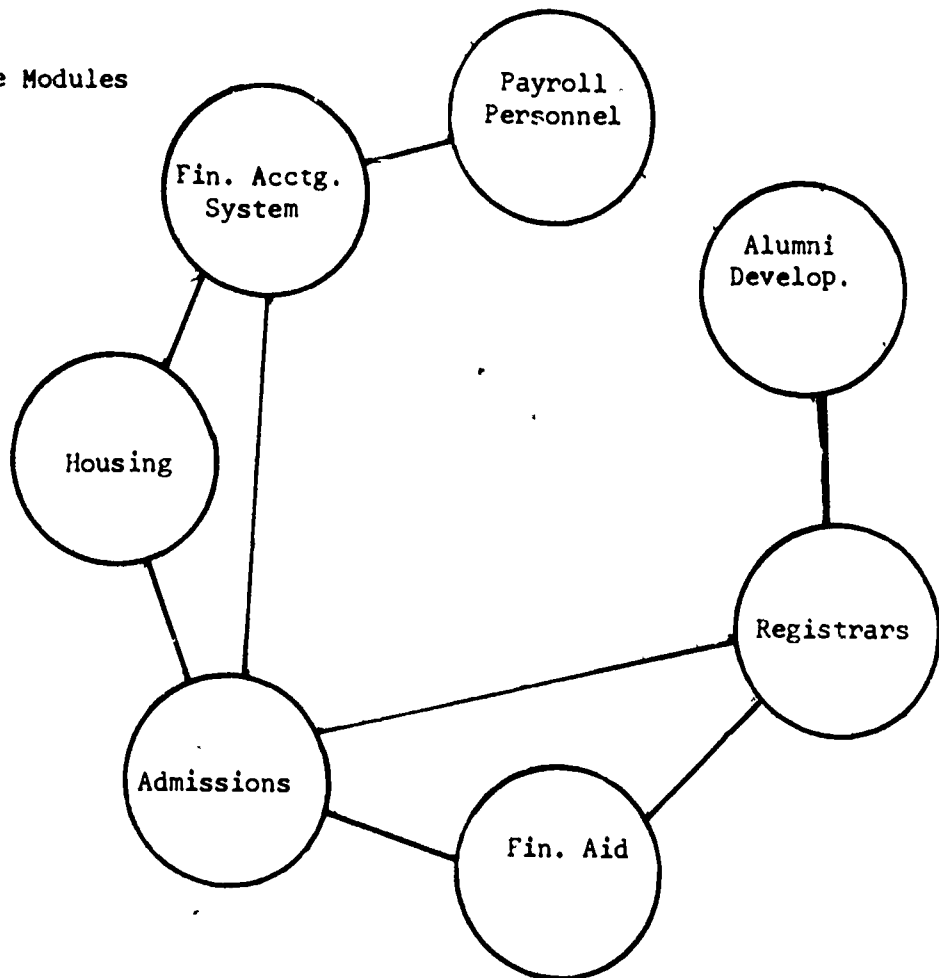 e Modules
Payroll
Personnel
Fin. Acctg.
System
Alumni
Develop.
Housing
Registrars
Admissions
Fin. Aid